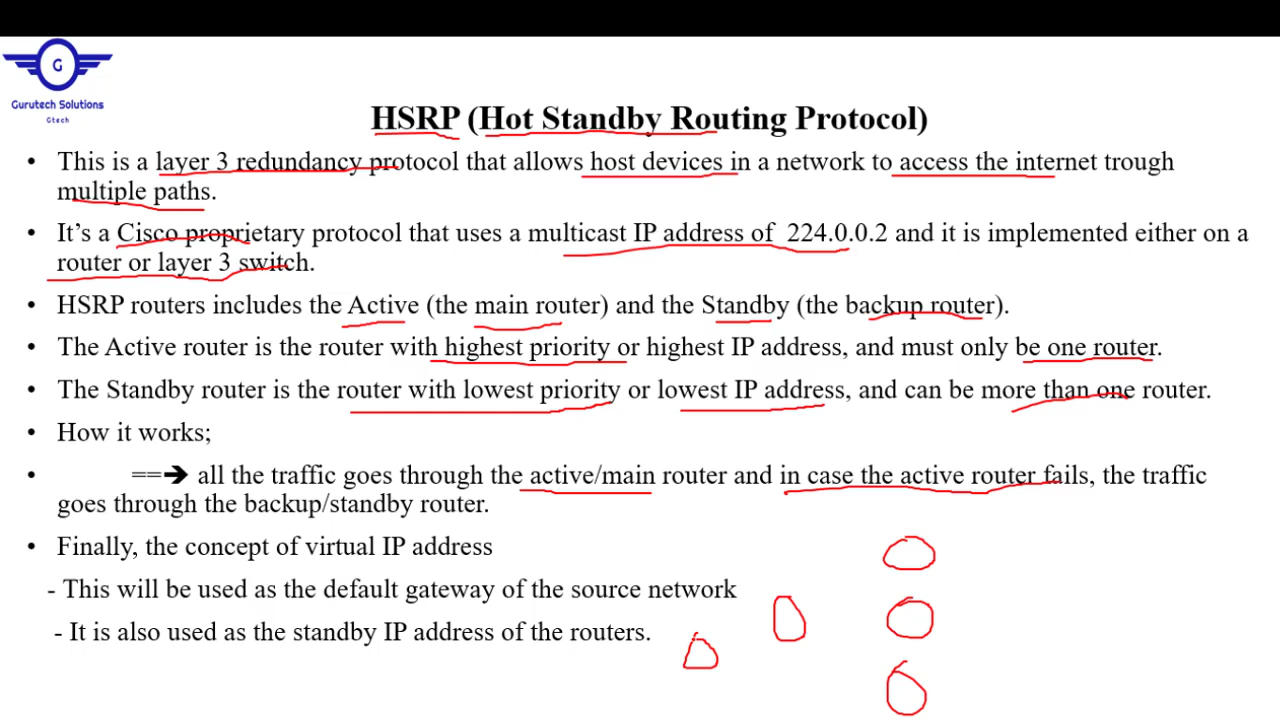 G
Gurutech Solutions
Gtech
HSRP (Hot Standby Routing Protocol)
• This is a layer 3 redundancy protocol that allows host devices in a network to access the internet trough
multiple paths.
• It’s a Cisco proprietary protocol that uses a multicast IP address of 224.0.0.2 and it is implemented either on a
router or layer 3 switch.
• HSRP routers includes the Active (the main router) and the Standby (the backup router).
• The Active router is the router with highest priority or highest IP address, and must only be one router.
• The Standby router is the router with lowest priority or lowest IP address, and can be more than one router.
• How it works;
• ==➔ all the traffic goes through the active/main router and in case the active router fails, the traffic
goes through the backup/standby router.
• Finally, the concept of virtual IP address
- This will be used as the default gateway of the source network
- It is also used as the standby IP address of the routers.